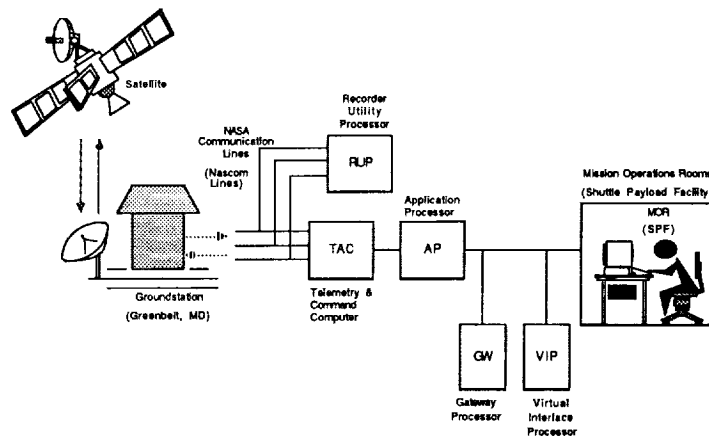 Satellite
Recorder
Utility
Processor
RUP
NASA
Communication
Lines
(Nascom
Lines)
Mission Operations Rooms
(Shuttle Payload Facility
MOR
(SPF)
Application
Processor
TAC
AP
Telemetry &
Command
Computer
Groundstation
(Greenbelt, MD)
GW
VIP
Gateway
Processor
Virtual
Interface
Processor